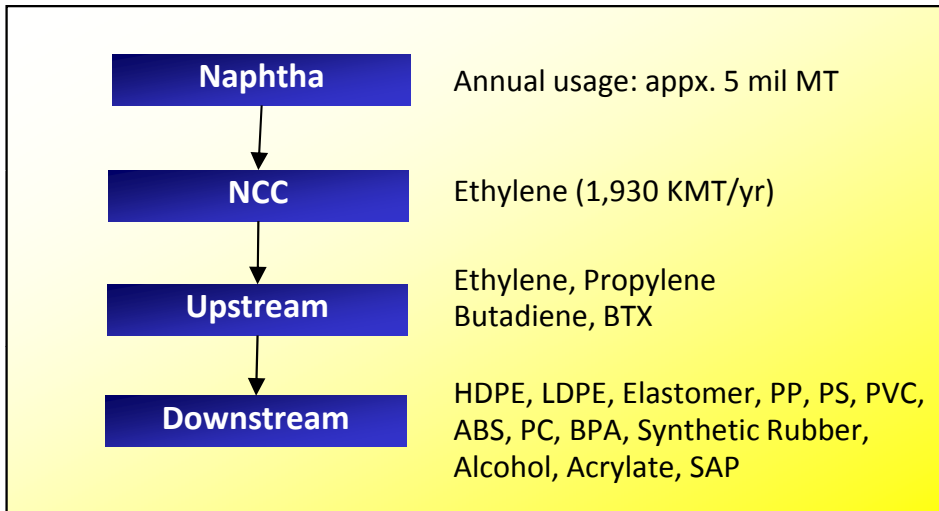 Naphtha
Annual usage: appx. 5 mil MT
NCC
Ethylene (1,930 KMT/yr)
Upstream
Ethylene, Propylene
Butadiene, BTX
Downstream
HDPE, LDPE, Elastomer, PP, PS, PVC,
ABS, PC, BPA, Synthetic Rubber,
Alcohol, Acrylate, SAP